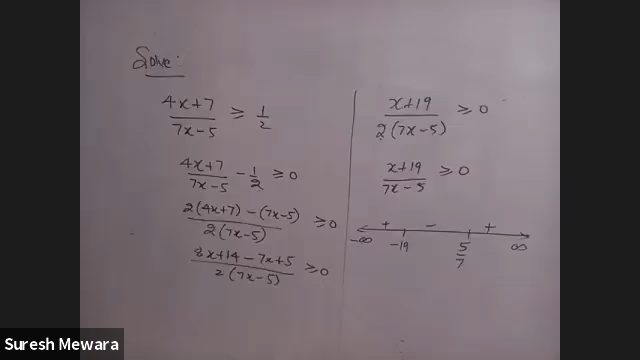 Solve:
(4x+7)/(7x-5) ≥ 1/2
(4x+7)/(7x-5) - 1/2 ≥ 0
(2(4x+7) - (7x-5))/(2(7x-5)) ≥ 0
(8x+14-7x+5)/(2(7x-5)) ≥ 0
(x+19)/(2(7x-5)) ≥ 0
(x+19)/(7x-5) ≥ 0
+ - +
-∞ -19 5/7 ∞
Suresh Mewara